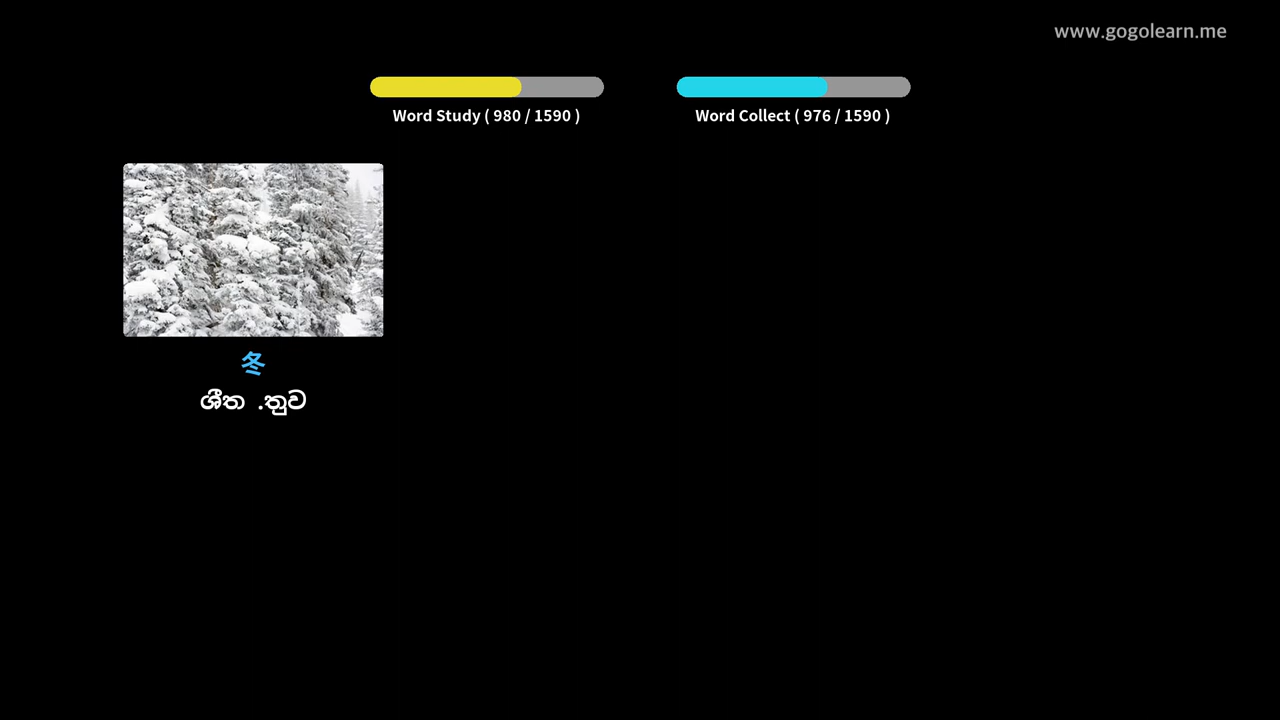 www.gogolearn.me
Word Study ( 980 / 1590 )
Word Collect ( 976 / 1590 )
冬
ශීත .තුව